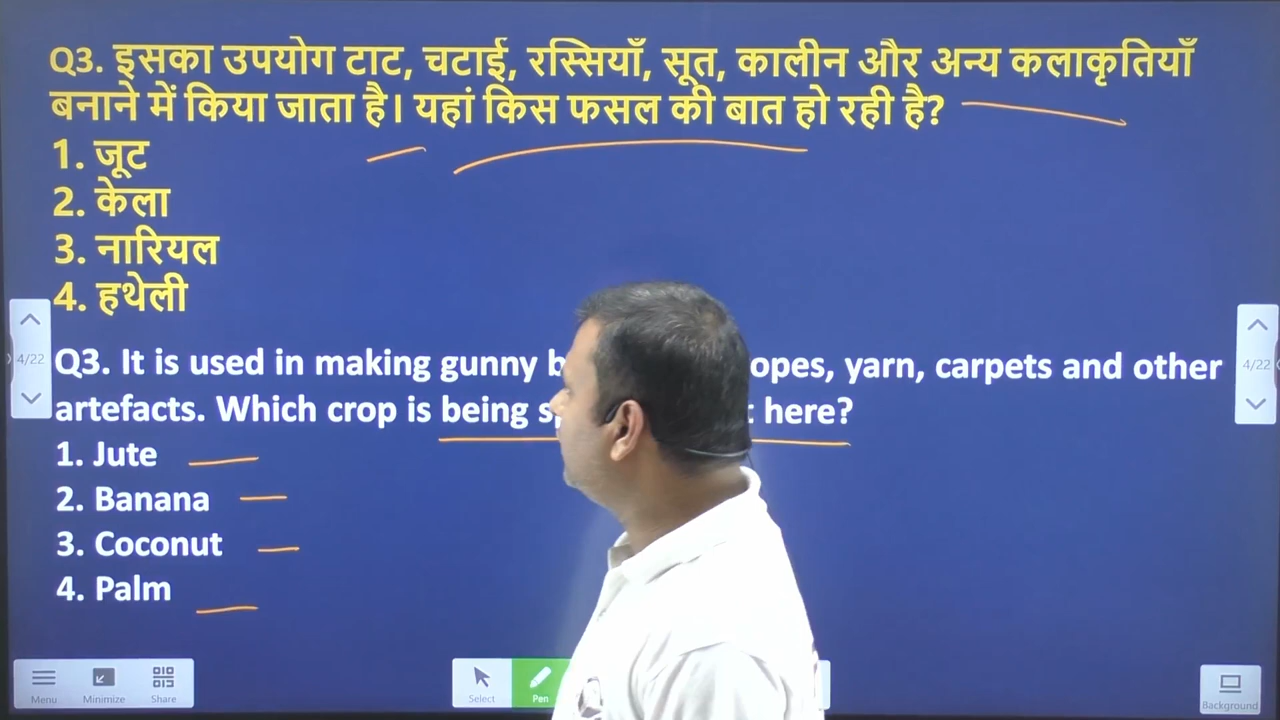 Q3. इसका उपयोग टाट, चटाई, रस्सियाँ, सूत, कालीन और अन्य कलाकृतियाँ
बनाने में किया जाता है। यहां किस फसल की बात हो रही है?
1. जूट
2. केला
3. नारियल
4. हथेली
4/22
4/22
Q3. It is used in making gunny opes, yarn, carpets and other
artefacts. Which crop is being here?
1. Jute
2. Banana
3. Coconut
4. Palm
Menu Minimize Share Select Pen Background